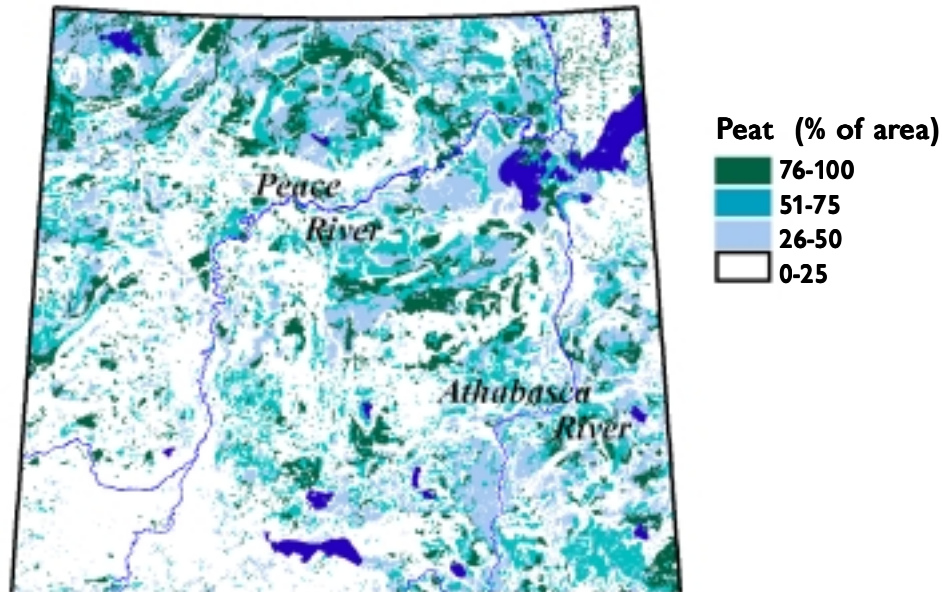 Peace
River
Athabasca
River
Peat (% of area)
76-100
51-75
26-50
0-25